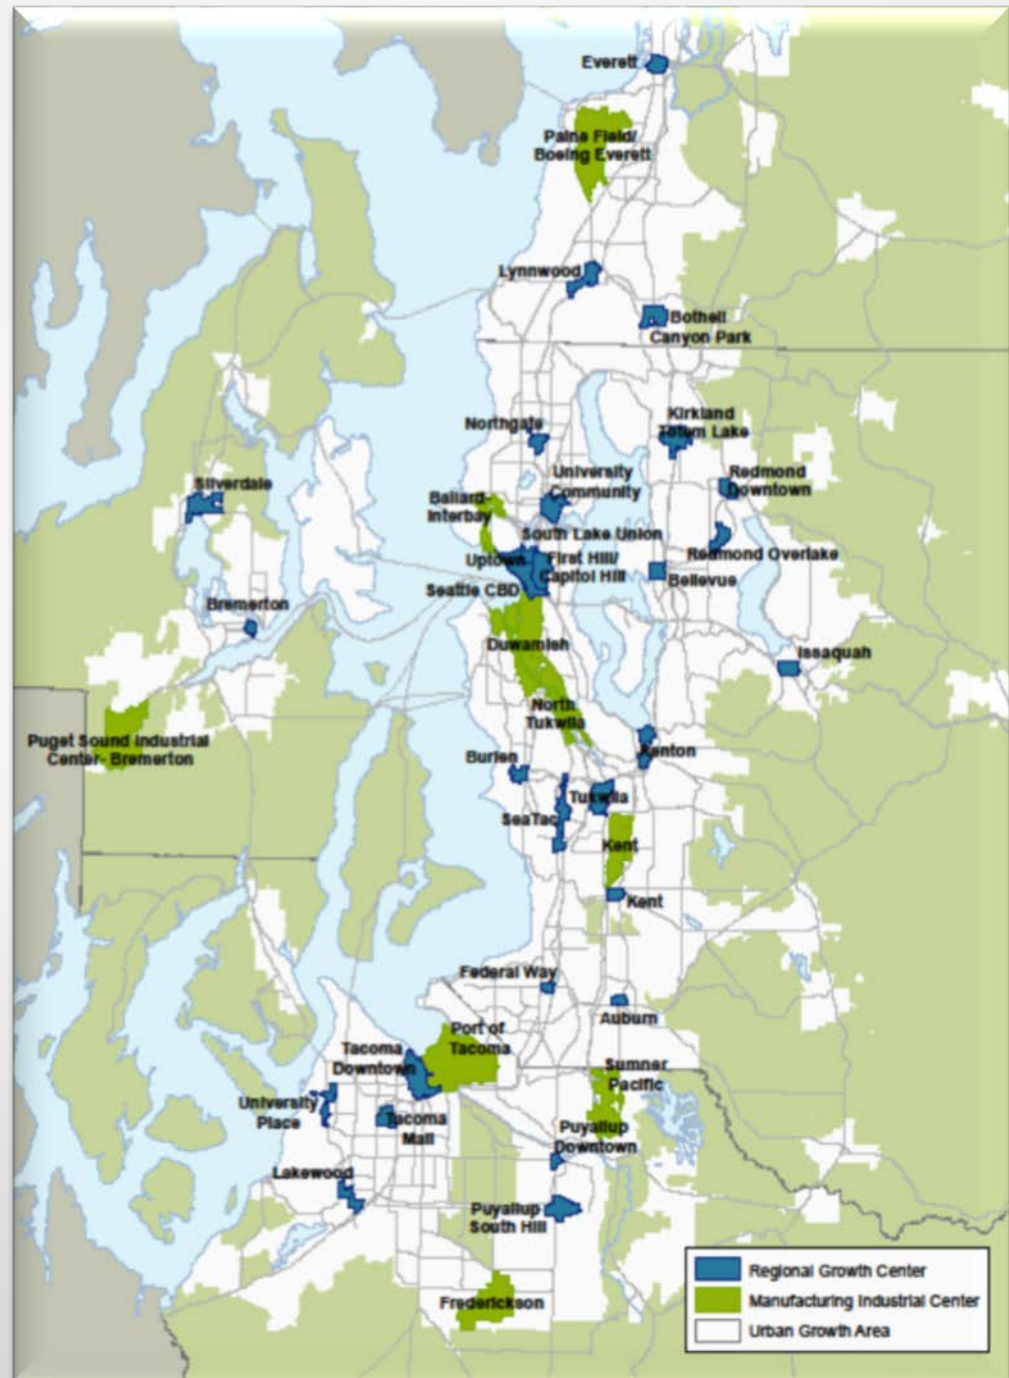 Everett
Paine Field/
Boeing Everett
Lynnwood
Bothell
Canyon Park
Northgate
Kirkland
Totem Lake
University
Community
Redmond
Downtown
Silverdale
Ballard-
Interbay
South Lake Union
Redmond Overlake
Uptown
First Hill/
Capitol Hill
Bellevue
Seattle CBD
Bremerton
Duwamish
Issaquah
North
Tukwila
Puget Sound Industrial
Center- Bremerton
Burien
Renton
Tukwila
SeaTac
Kent
Kent
Federal Way
Auburn
Port of
Tacoma
Tacoma
Downtown
Sumner
Pacific
University
Place
Tacoma
Mall
Puyallup
Downtown
Lakewood
Puyallup
South Hill
Frederickson
Regional Growth Center
Manufacturing Industrial Center
Urban Growth Area